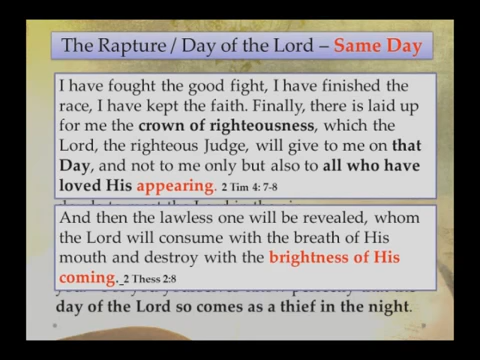 The Rapture / Day of the Lord – Same Day
I have fought the good fight, I have finished the
race, I have kept the faith. Finally, there is laid up
for me the crown of righteousness, which the
Lord, the righteous Judge, will give to me on that
Day, and not to me only but also to all who have
loved His appearing. 2 Tim 4: 7-8
And then the lawless one will be revealed, whom
the Lord will consume with the breath of His
mouth and destroy with the brightness of His
coming. 2 Thess 2:8
day of the Lord so comes as a thief in the night.